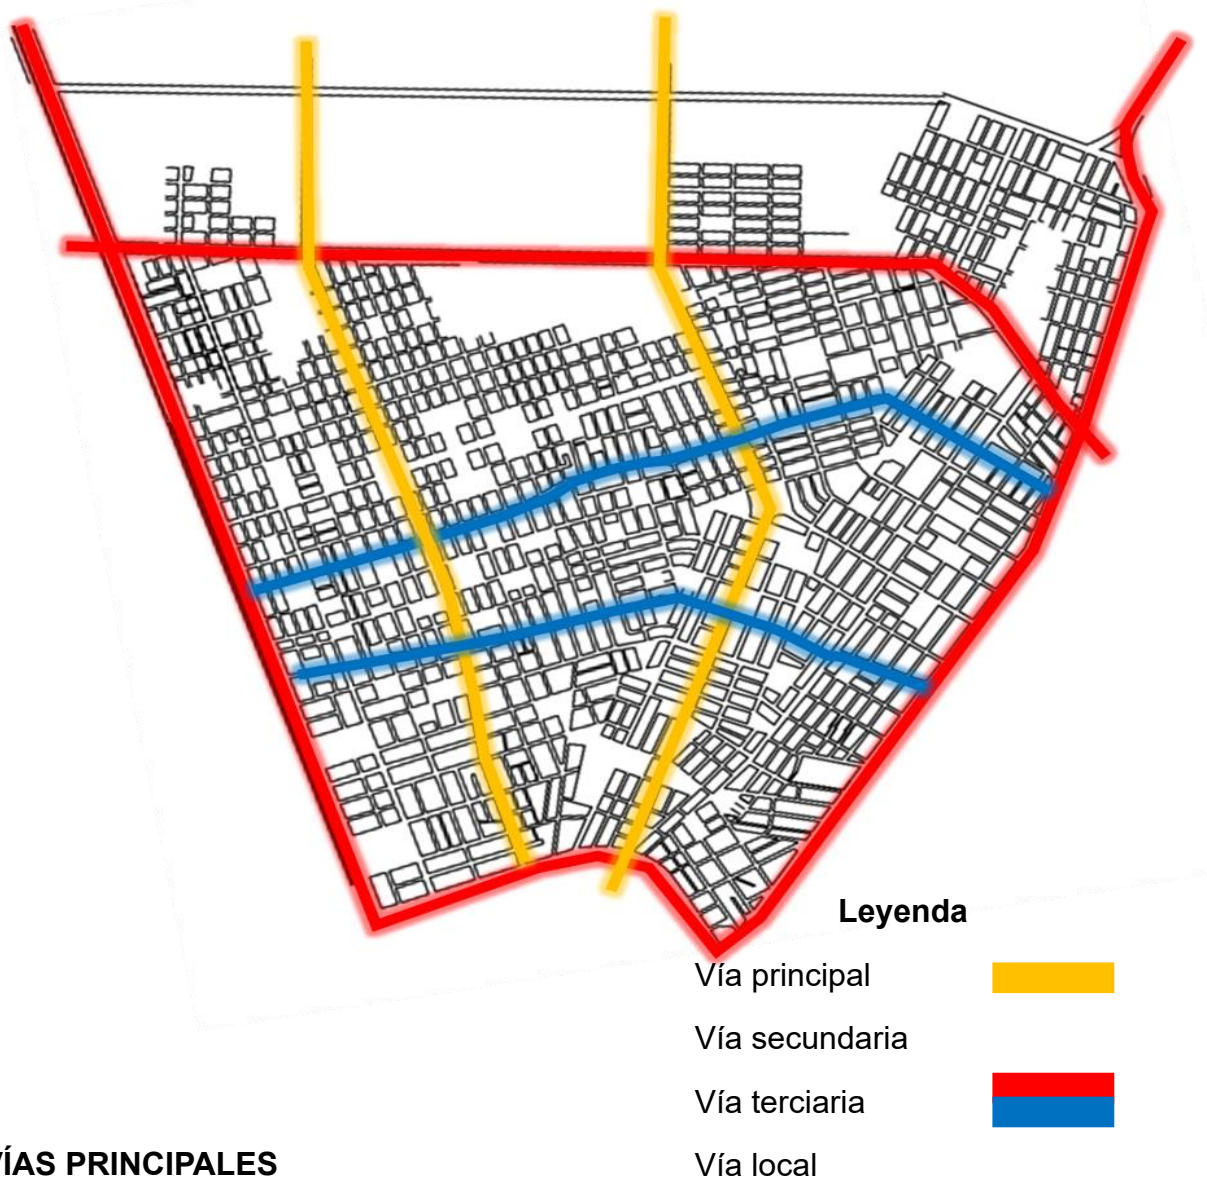 Leyenda
Vía principal
Vía secundaria
Vía terciaria
VÍAS PRINCIPALES
Vía local